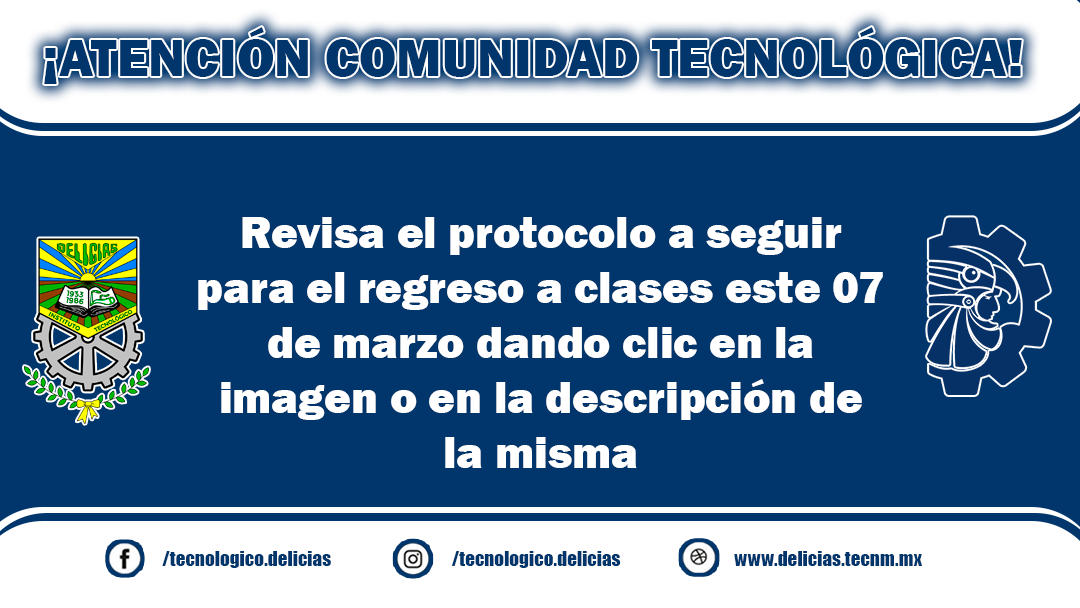 ¡ATENCIÓN COMUNIDAD TECNOLÓGICA!
Revisa el protocolo a seguir
para el regreso a clases este 07
de marzo dando clic en la
imagen o en la descripción de
la misma
DELICIAS
1933
1986
INSTITUTO TECNOLÓGICO
/tecnologico.delicias
/tecnologico.delicias
www.delicias.tecnm.mx